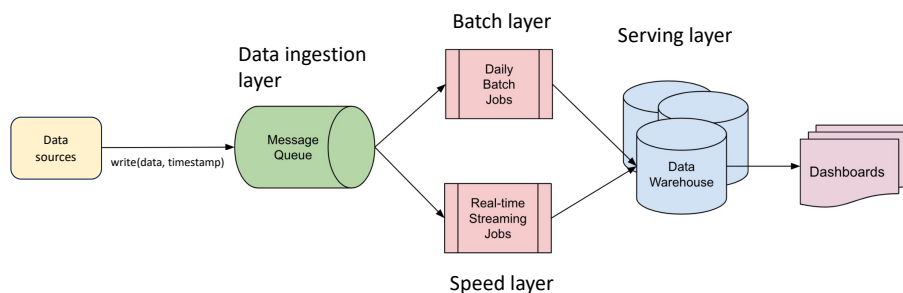 Batch layer
Serving layer
Data ingestion
layer
Daily
Batch
Jobs
Data
sources
write(data, timestamp)
Message
Queue
Data
Warehouse
Dashboards
Real-time
Streaming
Jobs
Speed layer